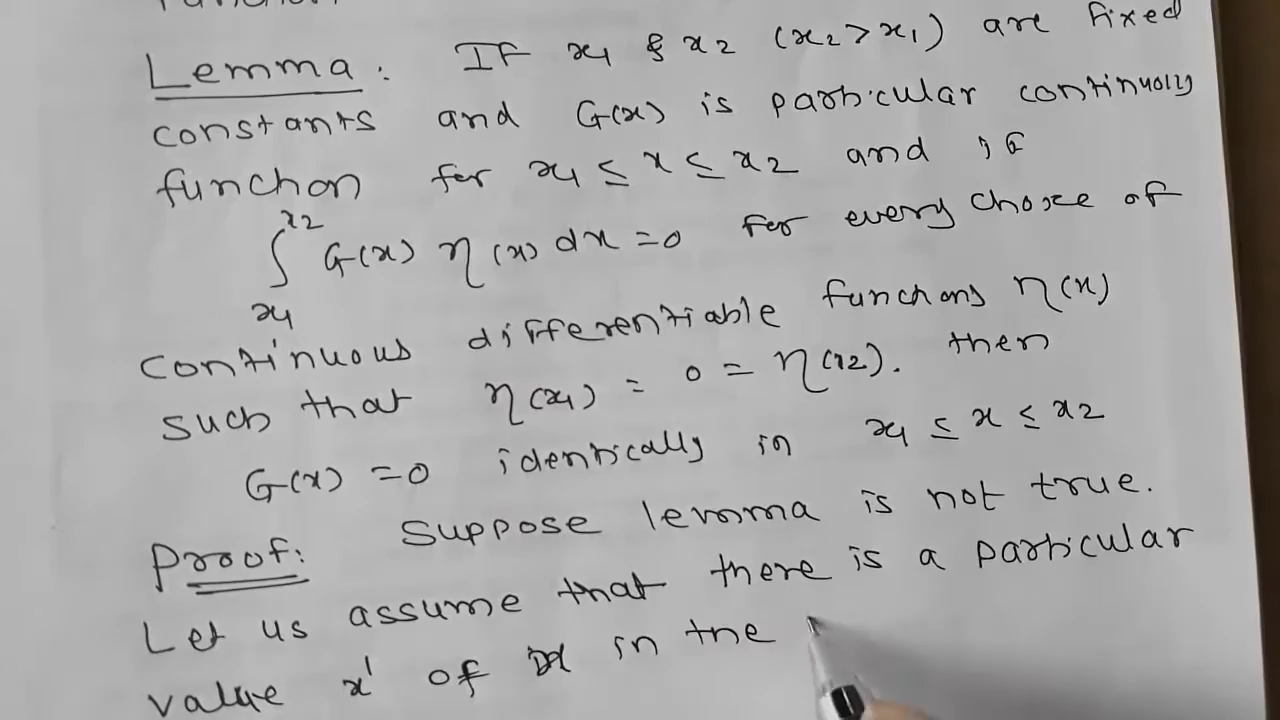 Lemma: If x1 & x2 (x2 > x1) are fixed
constants and G(x) is particular continuously
function for x1 ≤ x ≤ x2 and if
∫_{x1}^{x2} G(x) η(x) dx = 0 for every choise of
continuous differentiable functions η(x)
such that η(x1) = 0 = η(x2). then
G(x) = 0 identically in x1 ≤ x ≤ x2
Proof: Suppose lemma is not true.
Let us assume that there is a particular
value x' of x in the